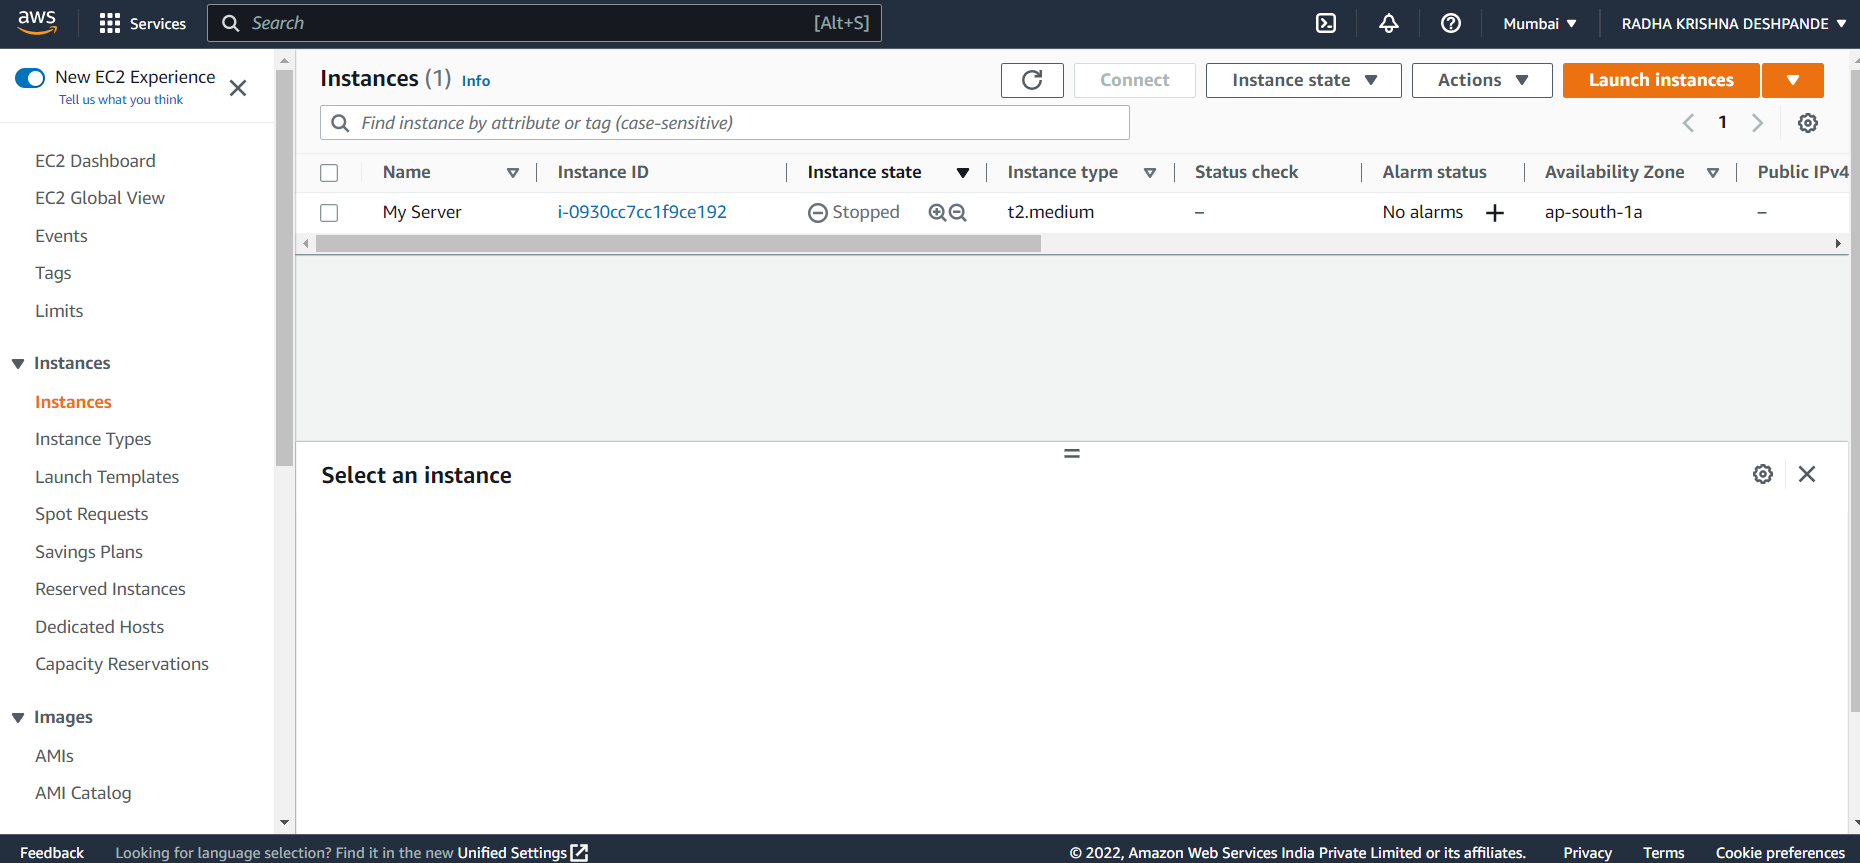 aws
Services
Search [Alt+S]
Mumbai
RADHA KRISHNA DESHPANDE
New EC2 Experience
Tell us what you think
EC2 Dashboard
EC2 Global View
Events
Tags
Limits
Instances
Instances
Instance Types
Launch Templates
Spot Requests
Savings Plans
Reserved Instances
Dedicated Hosts
Capacity Reservations
Images
AMIs
AMI Catalog
Instances (1) Info
Connect
Instance state
Actions
Launch instances
Find instance by attribute or tag (case-sensitive)
1
Name Instance ID Instance state Instance type Status check Alarm status Availability Zone Public IPv4
My Server i-0930cc7cc1f9ce192 Stopped t2.medium – No alarms + ap-south-1a –
Select an instance
Feedback Looking for language selection? Find it in the new Unified Settings © 2022, Amazon Web Services India Private Limited or its affiliates. Privacy Terms Cookie preferences